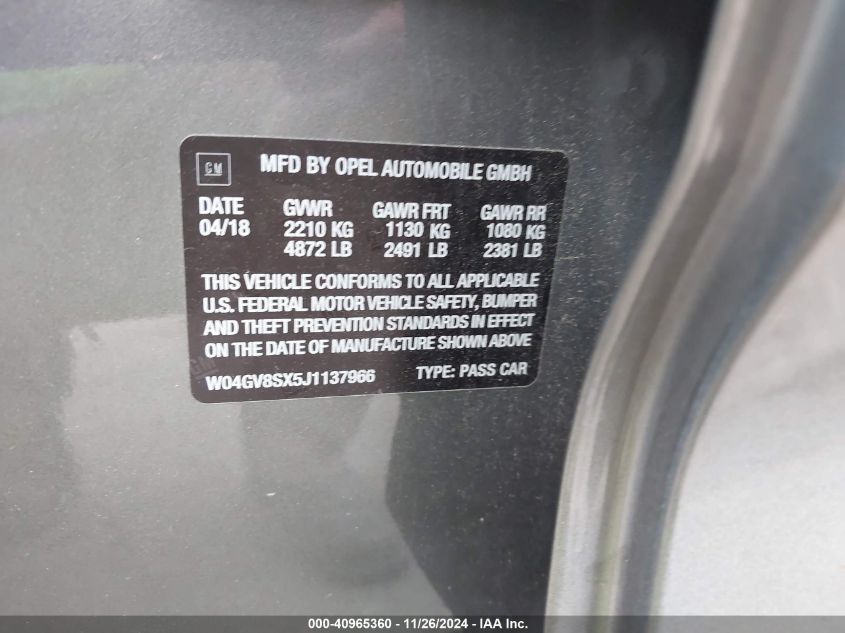 GM MFD BY OPEL AUTOMOBILE GMBH
DATE GVWR GAWR FRT GAWR RR
04/18 2210 KG 1130 KG 1080 KG
4872 LB 2491 LB 2381 LB
THIS VEHICLE CONFORMS TO ALL APPLICABLE
U.S. FEDERAL MOTOR VEHICLE SAFETY, BUMPER
AND THEFT PREVENTION STANDARDS IN EFFECT
ON THE DATE OF MANUFACTURE SHOWN ABOVE
W04GV8SX5J1137966 TYPE: PASS CAR
000-40965360 - 11/26/2024 - IAA Inc.